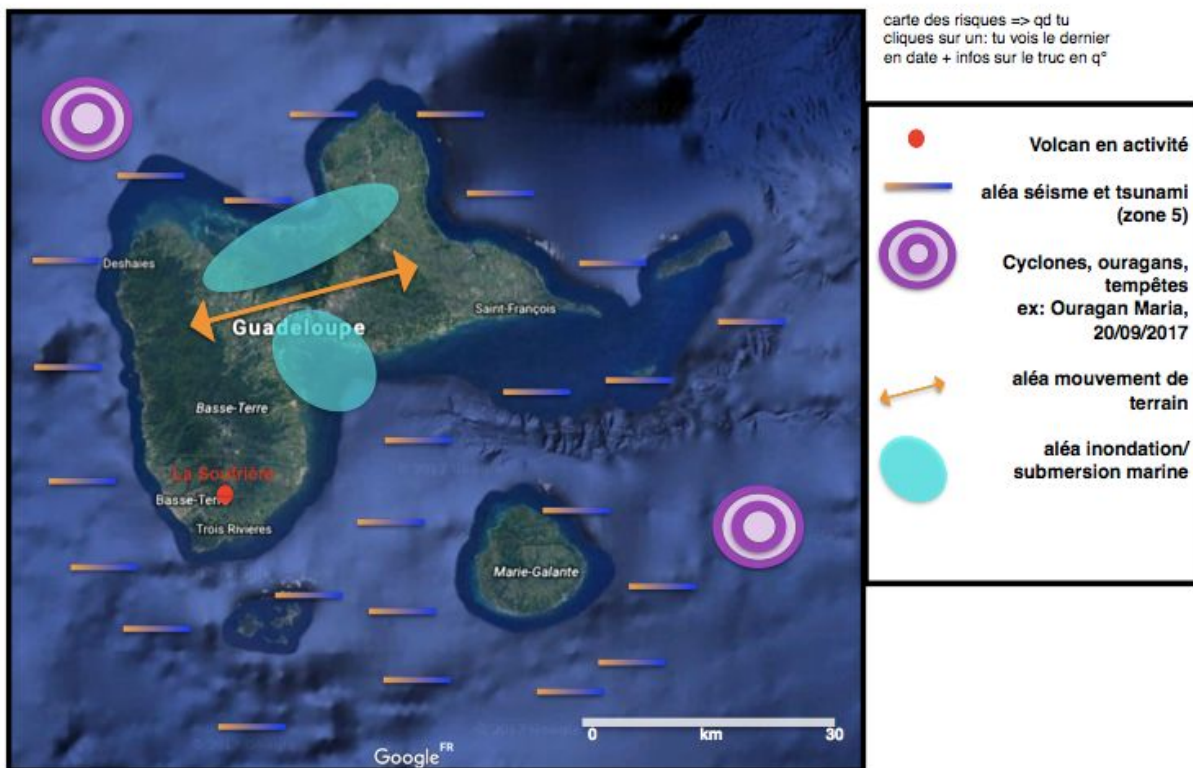 carte des risques => qd tu
cliques sur un: tu vois le dernier
en date + infos sur le truc en q°
Volcan en activité
aléa séisme et tsunami
(zone 5)
Cyclones, ouragans,
tempêtes
ex: Ouragan Maria,
20/09/2017
aléa mouvement de
terrain
aléa inondation/
submersion marine
Deshaies
Saint-François
Guadeloupe
Basse-Terre
La Soufrière
Basse-Terre
Trois Rivieres
Marie-Galante
0 km 30
Google FR